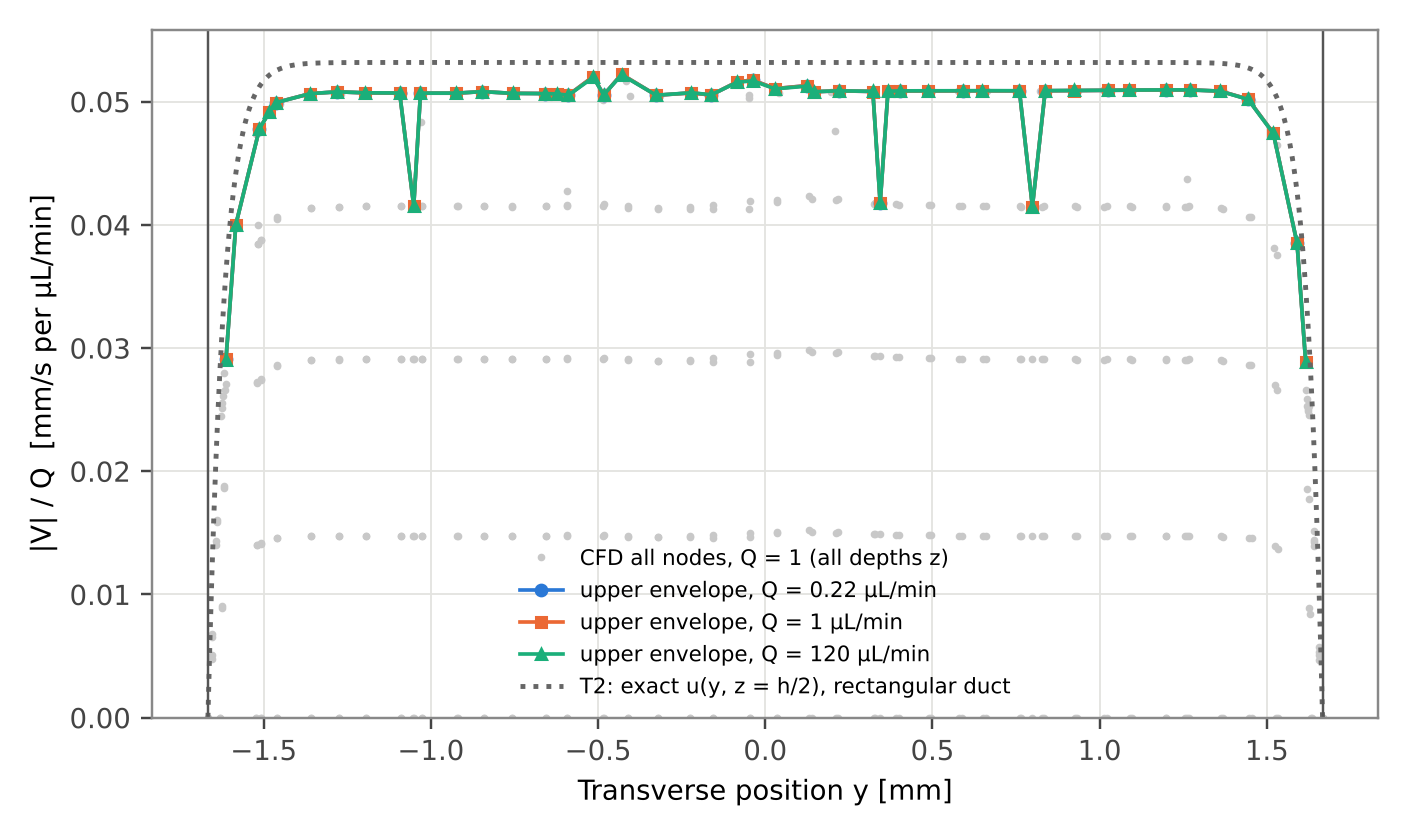 |V| / Q [mm/s per µL/min]
0.05
0.04
0.03
0.02
0.01
0.00
CFD all nodes, Q = 1 (all depths z)
upper envelope, Q = 0.22 µL/min
upper envelope, Q = 1 µL/min
upper envelope, Q = 120 µL/min
T2: exact u(y, z = h/2), rectangular duct
−1.5 −1.0 −0.5 0.0 0.5 1.0 1.5
Transverse position y [mm]